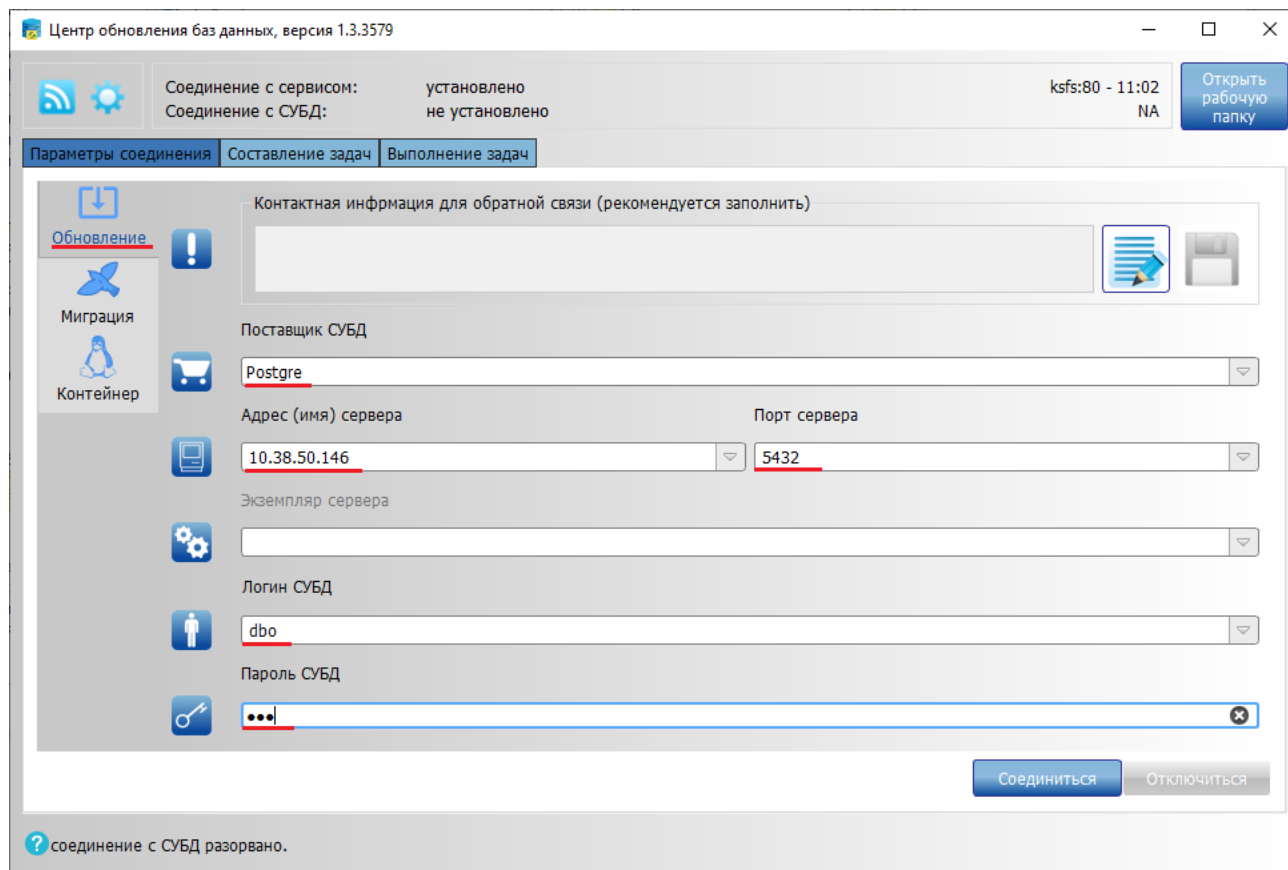 Центр обновления баз данных, версия 1.3.3579
Соединение с сервисом: установлено
Соединение с СУБД: не установлено
ksfs:80 - 11:02
NA
Открыть
рабочую
папку
Параметры соединения Составление задач Выполнение задач
Обновление
Миграция
Контейнер
Контактная инфрмация для обратной связи (рекомендуется заполнить)
Поставщик СУБД
Postgre
Адрес (имя) сервера Порт сервера
10.38.50.146 5432
Экземпляр сервера
Логин СУБД
dbo
Пароль СУБД
•••
Соединиться Отключиться
соединение с СУБД разорвано.